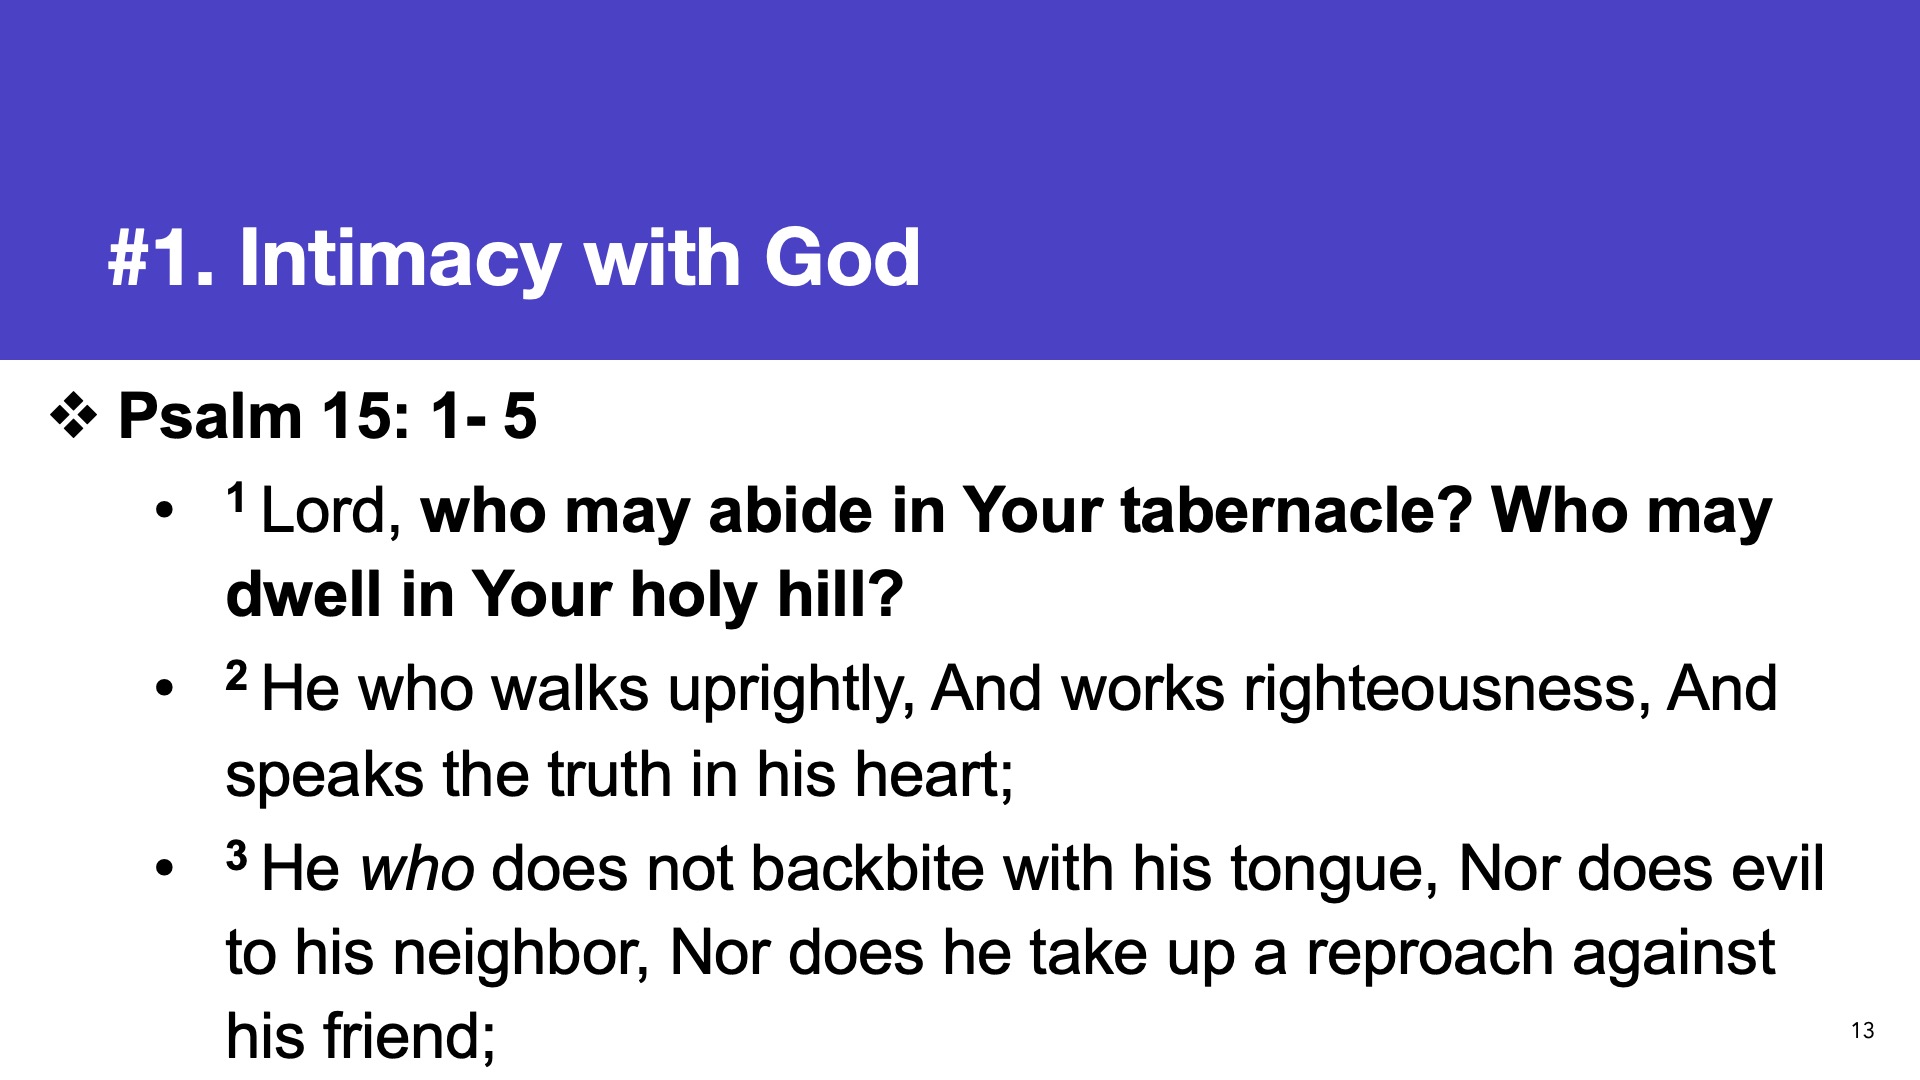 #1. Intimacy with God
❖ Psalm 15: 1- 5
• 1 Lord, who may abide in Your tabernacle? Who may
dwell in Your holy hill?
• 2 He who walks uprightly, And works righteousness, And
speaks the truth in his heart;
• 3 He who does not backbite with his tongue, Nor does evil
to his neighbor, Nor does he take up a reproach against
his friend;
13